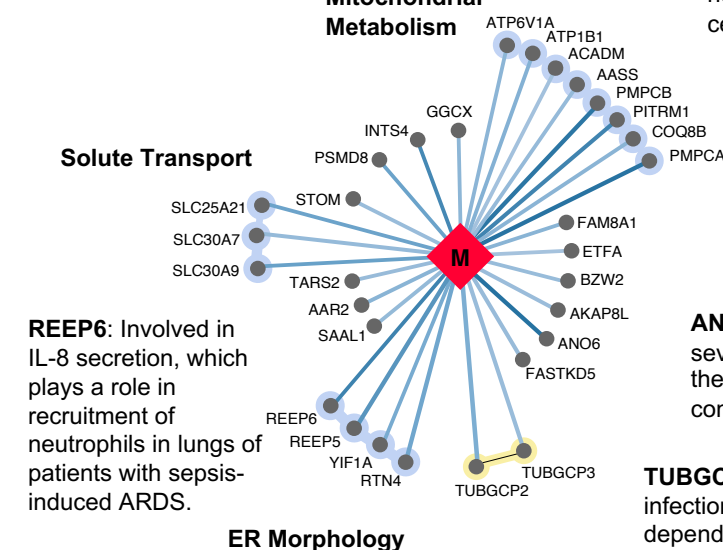 Mitochondrial
Metabolism
ATP6V1A
ATP1B1
ACADM
AASS
PMPCB
PITRM1
COQ8B
PMPCA
GGCX
INTS4
PSMD8
STOM
Solute Transport
SLC25A21
SLC30A7
SLC30A9
M
FAM8A1
ETFA
BZW2
AKAP8L
ANO6
FASTKD5
TARS2
AAR2
SAAL1
REEP6: Involved in
IL-8 secretion, which
plays a role in
recruitment of
neutrophils in lungs of
patients with sepsis-
induced ARDS.
REEP6
REEP5
YIF1A
RTN4
TUBGCP3
TUBGCP2
ER Morphology
AN
sev
the
con
TUBGC
infection
depend